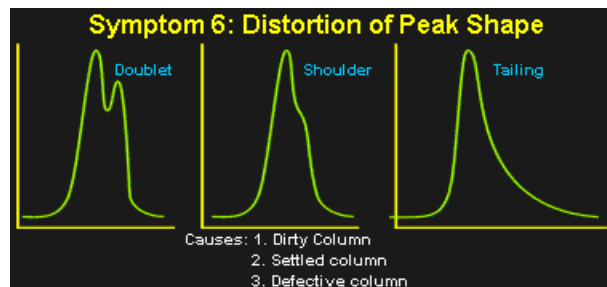 Symptom 6: Distortion of Peak Shape
Doublet
Shoulder
Tailing
Causes: 1. Dirty Column
2. Settled column
3. Defective column